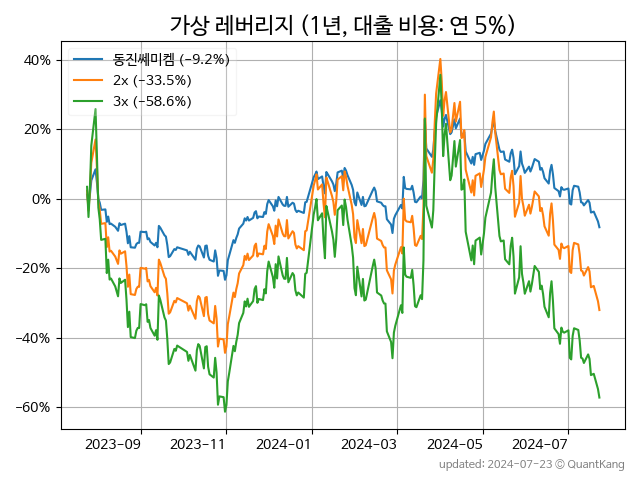 가상 레버리지 (1년, 대출 비용: 연 5%)
동진쎄미켐 (−9.2%)
2x (−33.5%)
3x (−58.6%)
40%
20%
0%
−20%
−40%
−60%
2023−09 2023−11 2024−01 2024−03 2024−05 2024−07
updated: 2024−07−23 © QuantKang